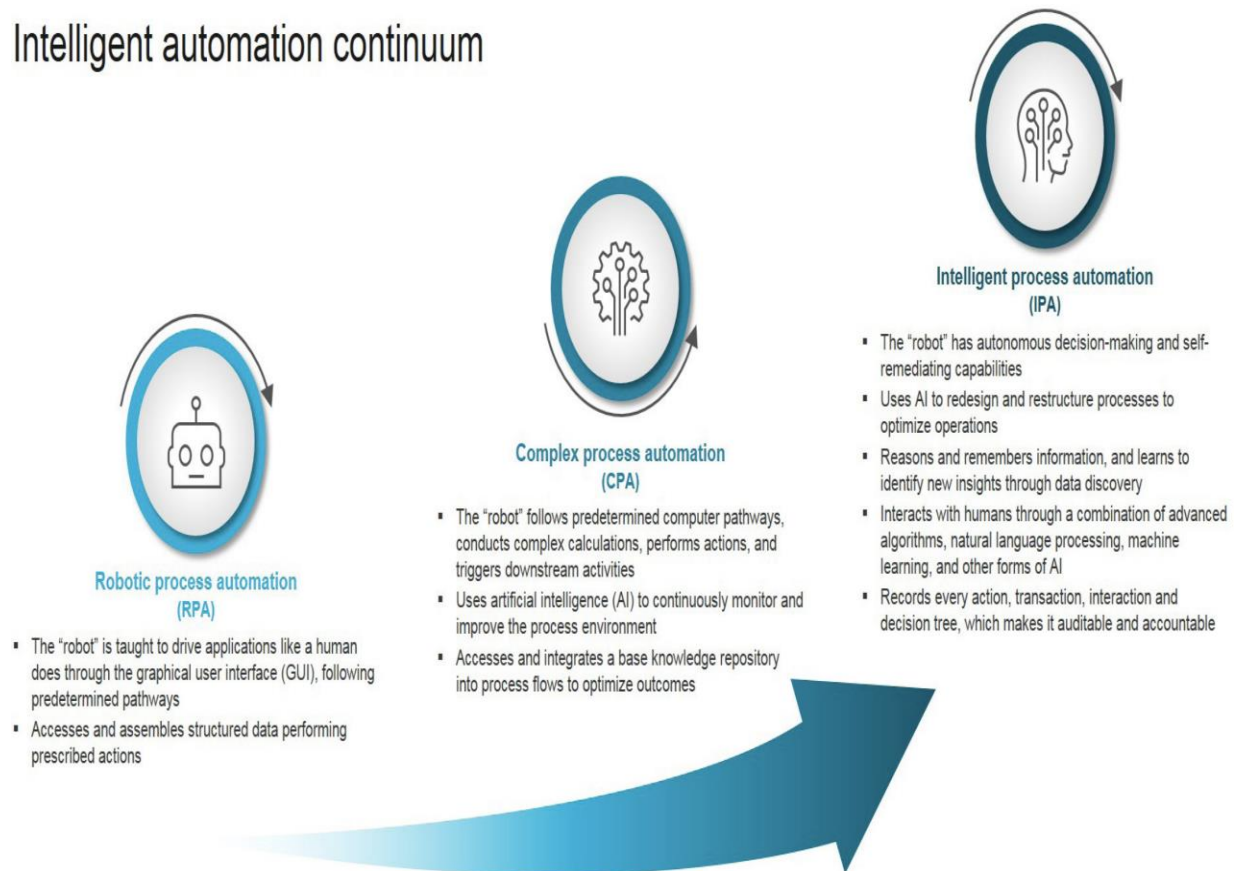 Intelligent automation continuum
Robotic process automation
(RPA)
▪ The “robot” is taught to drive applications like a human
does through the graphical user interface (GUI), following
predetermined pathways
▪ Accesses and assembles structured data performing
prescribed actions
Complex process automation
(CPA)
▪ The “robot” follows predetermined computer pathways,
conducts complex calculations, performs actions, and
triggers downstream activities
▪ Uses artificial intelligence (AI) to continuously monitor and
improve the process environment
▪ Accesses and integrates a base knowledge repository
into process flows to optimize outcomes
Intelligent process automation
(IPA)
▪ The “robot” has autonomous decision-making and self-
remediating capabilities
▪ Uses AI to redesign and restructure processes to
optimize operations
▪ Reasons and remembers information, and learns to
identify new insights through data discovery
▪ Interacts with humans through a combination of advanced
algorithms, natural language processing, machine
learning, and other forms of AI
▪ Records every action, transaction, interaction and
decision tree, which makes it auditable and accountable